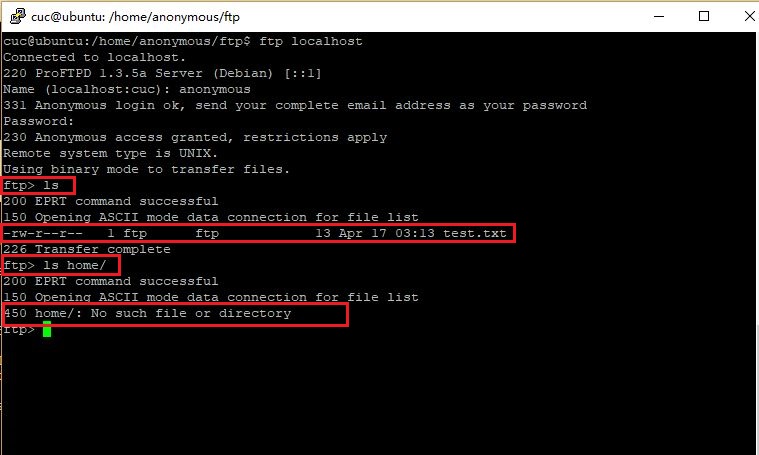 cuc@ubuntu: /home/anonymous/ftp
cuc@ubuntu:/home/anonymous/ftp$ ftp localhost
Connected to localhost.
220 ProFTPD 1.3.5a Server (Debian) [::1]
Name (localhost:cuc): anonymous
331 Anonymous login ok, send your complete email address as your password
Password:
230 Anonymous access granted, restrictions apply
Remote system type is UNIX.
Using binary mode to transfer files.
ftp> ls
200 EPRT command successful
150 Opening ASCII mode data connection for file list
-rw-r--r--   1 ftp      ftp            13 Apr 17 03:13 test.txt
226 Transfer complete
ftp> ls home/
200 EPRT command successful
150 Opening ASCII mode data connection for file list
450 home/: No such file or directory
ftp>